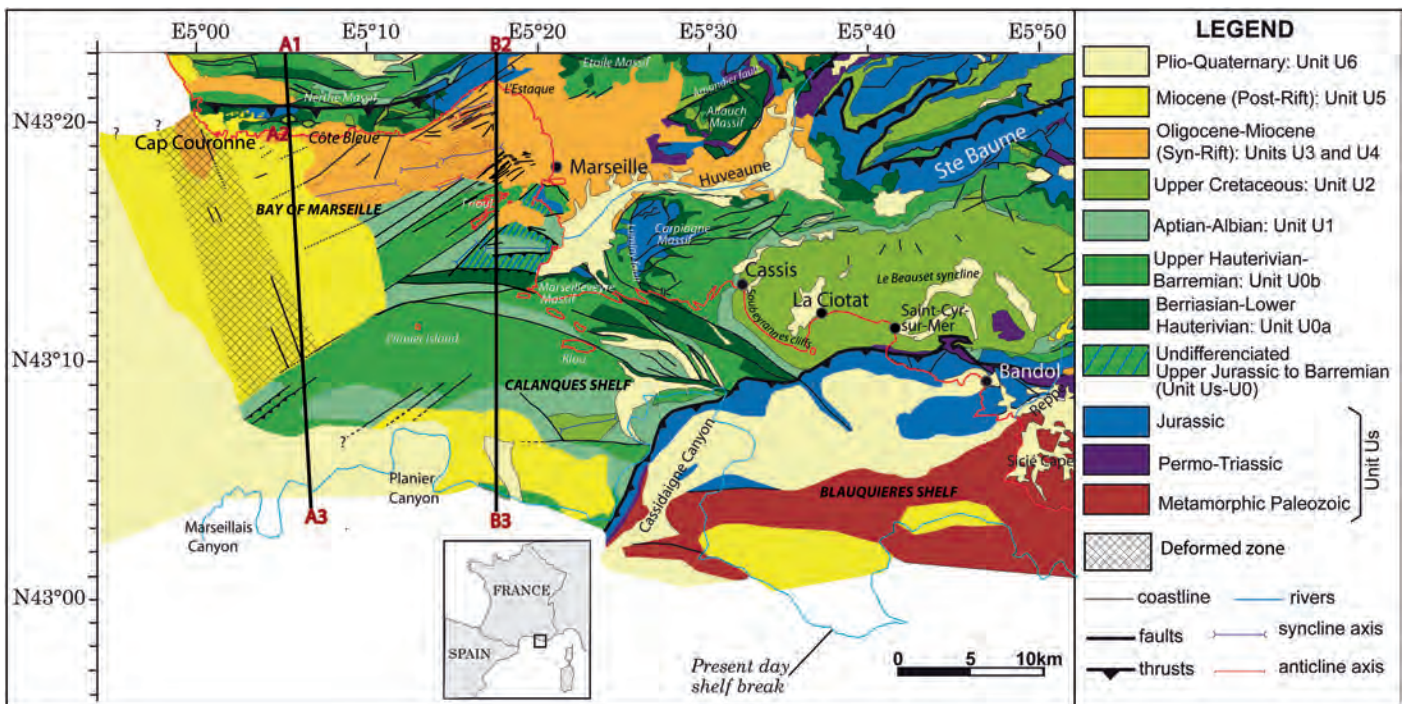 E5°00'
A1
E5°10'
B2
E5°20'
E5°30'
E5°40'
E5°50'
N43°20'
N43°10'
N43°00'
Etaile Massif
L'Estaque
Nerthe Massif
Allauch
Massif
?
?
Cap Couronne
A2
Côte Bleue
Marseille
Huveaune
Ste Baume
BAY OF MARSEILLE
Frioul
Carpiagne
Massif
Cassis
Le Beauset syncline
La Ciotat
Saint-Cyr-
sur-Mer
Soubeyrannes cliffs
Marseilleveyre
Massif
Planier island
Riou
Bandol
CALANQUES SHELF
?
Cassidaigne Canyon
Sicié Cape
BLAUQUIERES SHELF
Planier
Canyon
Marseillais
Canyon
A3
B3
FRANCE
SPAIN
Present day
shelf break
0 5 10km
LEGEND
Plio-Quaternary: Unit U6
Miocene (Post-Rift): Unit U5
Oligocene-Miocene
(Syn-Rift): Units U3 and U4
Upper Cretaceous: Unit U2
Aptian-Albian: Unit U1
Upper Hauterivian-
Barremian: Unit U0b
Berriasian-Lower
Hauterivian: Unit U0a
Undifferenciated
Upper Jurassic to Barremian
(Unit Us-U0)
Jurassic
Permo-Triassic
Metamorphic Paleozoic
Unit Us
Deformed zone
coastline
rivers
faults
syncline axis
thrusts
anticline axis